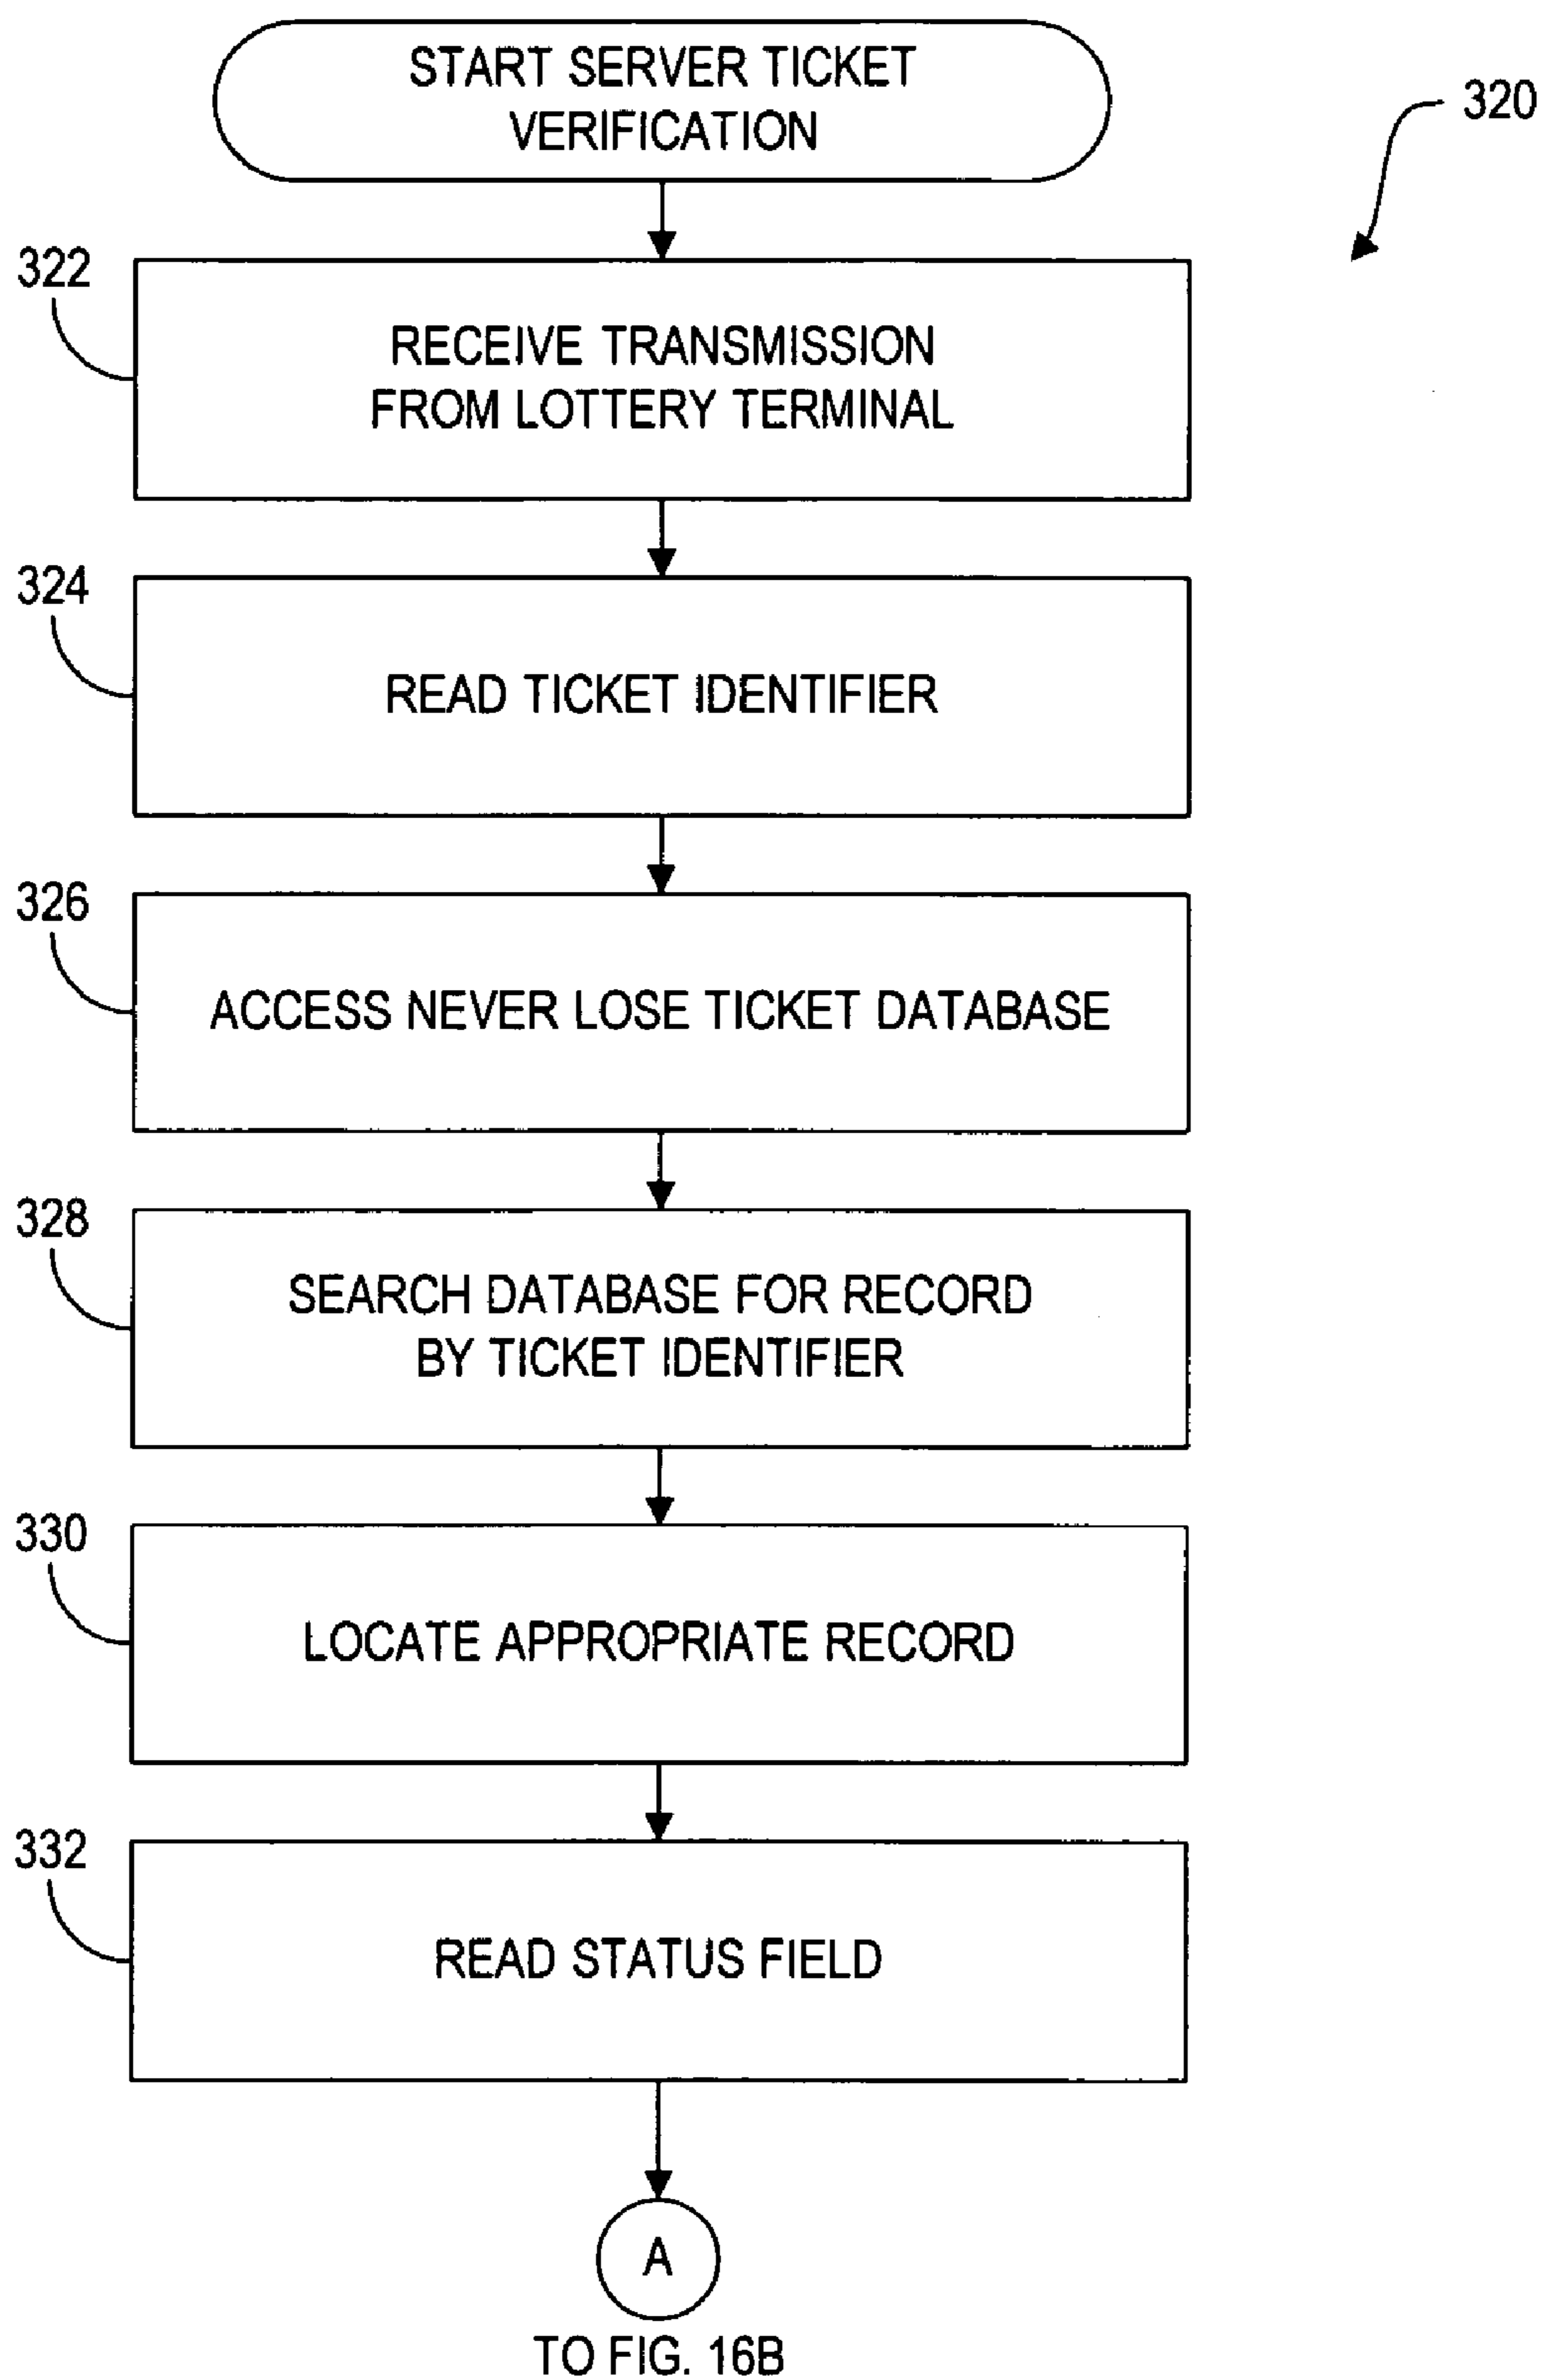 START SERVER TICKET
VERIFICATION
320
322
RECEIVE TRANSMISSION
FROM LOTTERY TERMINAL
324
READ TICKET IDENTIFIER
326
ACCESS NEVER LOSE TICKET DATABASE
328
SEARCH DATABASE FOR RECORD
BY TICKET IDENTIFIER
330
LOCATE APPROPRIATE RECORD
332
READ STATUS FIELD
A
TO FIG. 16B